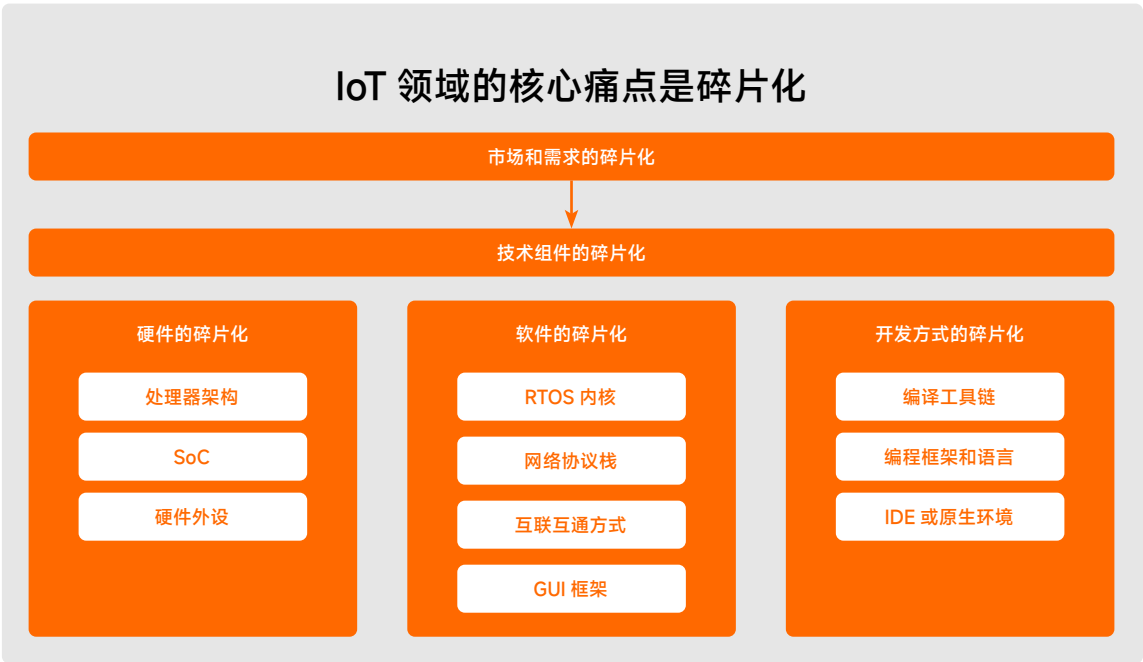 IoT 领域的核心痛点是碎片化
市场和需求的碎片化
技术组件的碎片化
硬件的碎片化
处理器架构
SoC
硬件外设
软件的碎片化
RTOS 内核
网络协议栈
互联互通方式
GUI 框架
开发方式的碎片化
编译工具链
编程框架和语言
IDE 或原生环境